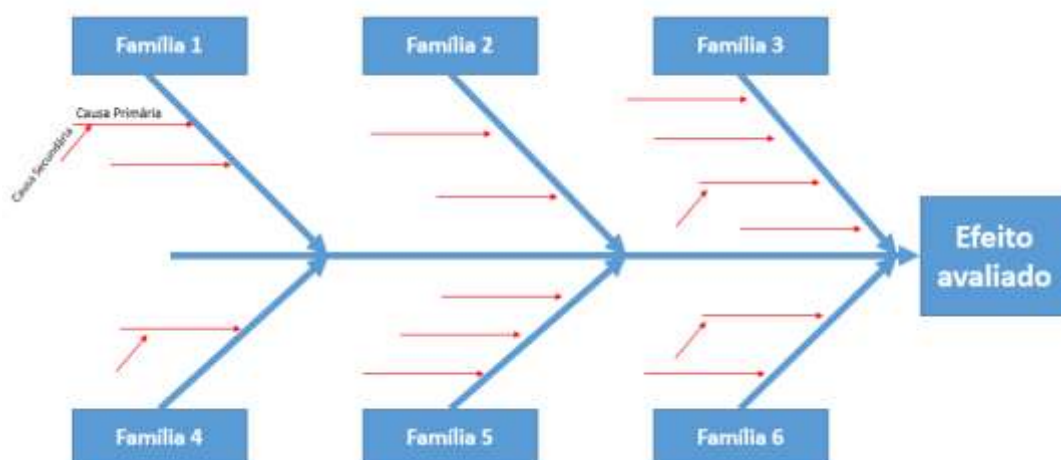 Família 1
Família 2
Família 3
Causa Primária
Causa Secundária
Efeito
avaliado
Família 4
Família 5
Família 6